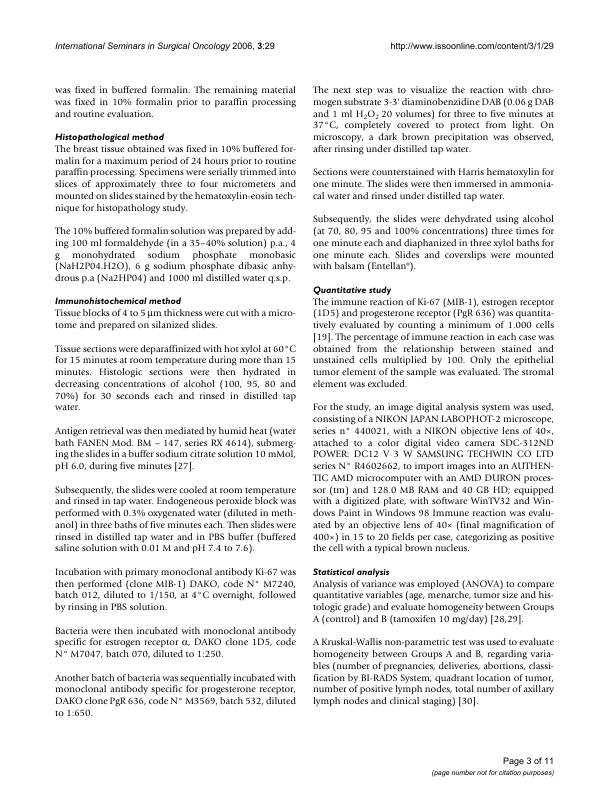 International Seminars in Surgical Oncology 2006, 3:29
http://www.issoonline.com/content/3/1/29
was fixed in buffered formalin. The remaining material
was fixed in 10% formalin prior to paraffin processing
and routine evaluation.
Histopathological method
The breast tissue obtained was fixed in 10% buffered for-
malin for a maximum period of 24 hours prior to routine
paraffin processing. Specimens were serially trimmed into
slices of approximately three to four micrometers and
mounted on slides stained by the hematoxylin-eosin tech-
nique for histopathology study.
The 10% buffered formalin solution was prepared by add-
ing 100 ml formaldehyde (in a 35–40% solution) p.a., 4
g monohydrated sodium phosphate monobasic
(NaH2P04.H2O), 6 g sodium phosphate dibasic anhy-
drous p.a (Na2HP04) and 1000 ml distilled water q.s.p.
Immunohistochemical method
Tissue blocks of 4 to 5 μm thickness were cut with a micro-
tome and prepared on silanized slides.
Tissue sections were deparaffinized with hot xylol at 60°C
for 15 minutes at room temperature during more than 15
minutes. Histologic sections were then hydrated in
decreasing concentrations of alcohol (100, 95, 80 and
70%) for 30 seconds each and rinsed in distilled tap
water.
Antigen retrieval was then mediated by humid heat (water
bath FANEN Mod. BM – 147, series RX 4614), submerg-
ing the slides in a buffer sodium citrate solution 10 mMol,
pH 6.0, during five minutes [27].
Subsequently, the slides were cooled at room temperature
and rinsed in tap water. Endogeneous peroxide block was
performed with 0.3% oxygenated water (diluted in meth-
anol) in three baths of five minutes each. Then slides were
rinsed in distilled tap water and in PBS buffer (buffered
saline solution with 0.01 M and pH 7.4 to 7.6).
Incubation with primary monoclonal antibody Ki-67 was
then performed (clone MIB-1) DAKO, code N° M7240,
batch 012, diluted to 1/150, at 4°C overnight, followed
by rinsing in PBS solution.
Bacteria were then incubated with monoclonal antibody
specific for estrogen receptor α, DAKO clone 1D5, code
N° M7047, batch 070, diluted to 1:250.
Another batch of bacteria was sequentially incubated with
monoclonal antibody specific for progesterone receptor,
DAKO clone PgR 636, code N° M3569, batch 532, diluted
to 1:650.
The next step was to visualize the reaction with chro-
mogen substrate 3-3' diaminobenzidine DAB (0.06 g DAB
and 1 ml H2O2 20 volumes) for three to five minutes at
37°C, completely covered to protect from light. On
microscopy, a dark brown precipitation was observed,
after rinsing under distilled tap water.
Sections were counterstained with Harris hematoxylin for
one minute. The slides were then immersed in ammonia-
cal water and rinsed under distilled tap water.
Subsequently, the slides were dehydrated using alcohol
(at 70, 80, 95 and 100% concentrations) three times for
one minute each and diaphanized in three xylol baths for
one minute each. Slides and coverslips were mounted
with balsam (Entellan®).
Quantitative study
The immune reaction of Ki-67 (MIB-1), estrogen receptor
(1D5) and progesterone receptor (PgR 636) was quantita-
tively evaluated by counting a minimum of 1.000 cells
[19]. The percentage of immune reaction in each case was
obtained from the relationship between stained and
unstained cells multiplied by 100. Only the epithelial
tumor element of the sample was evaluated. The stromal
element was excluded.
For the study, an image digital analysis system was used,
consisting of a NIKON JAPAN LABOPHOT-2 microscope,
series n° 440021, with a NIKON objective lens of 40×,
attached to a color digital video camera SDC-312ND
POWER: DC12 V 3 W SAMSUNG TECHWIN CO LTD
series N° R4602662, to import images into an AUTHEN-
TIC AMD microcomputer with an AMD DURON proces-
sor (tm) and 128.0 MB RAM and 40 GB HD; equipped
with a digitized plate, with software WinTV32 and Win-
dows Paint in Windows 98 Immune reaction was evalu-
ated by an objective lens of 40× (final magnification of
400×) in 15 to 20 fields per case, categorizing as positive
the cell with a typical brown nucleus.
Statistical analysis
Analysis of variance was employed (ANOVA) to compare
quantitative variables (age, menarche, tumor size and his-
tologic grade) and evaluate homogeneity between Groups
A (control) and B (tamoxifen 10 mg/day) [28,29].
A Kruskal-Wallis non-parametric test was used to evaluate
homogeneity between Groups A and B, regarding varia-
bles (number of pregnancies, deliveries, abortions, classi-
fication by BI-RADS System, quadrant location of tumor,
number of positive lymph nodes, total number of axillary
lymph nodes and clinical staging) [30].
Page 3 of 11
(page number not for citation purposes)